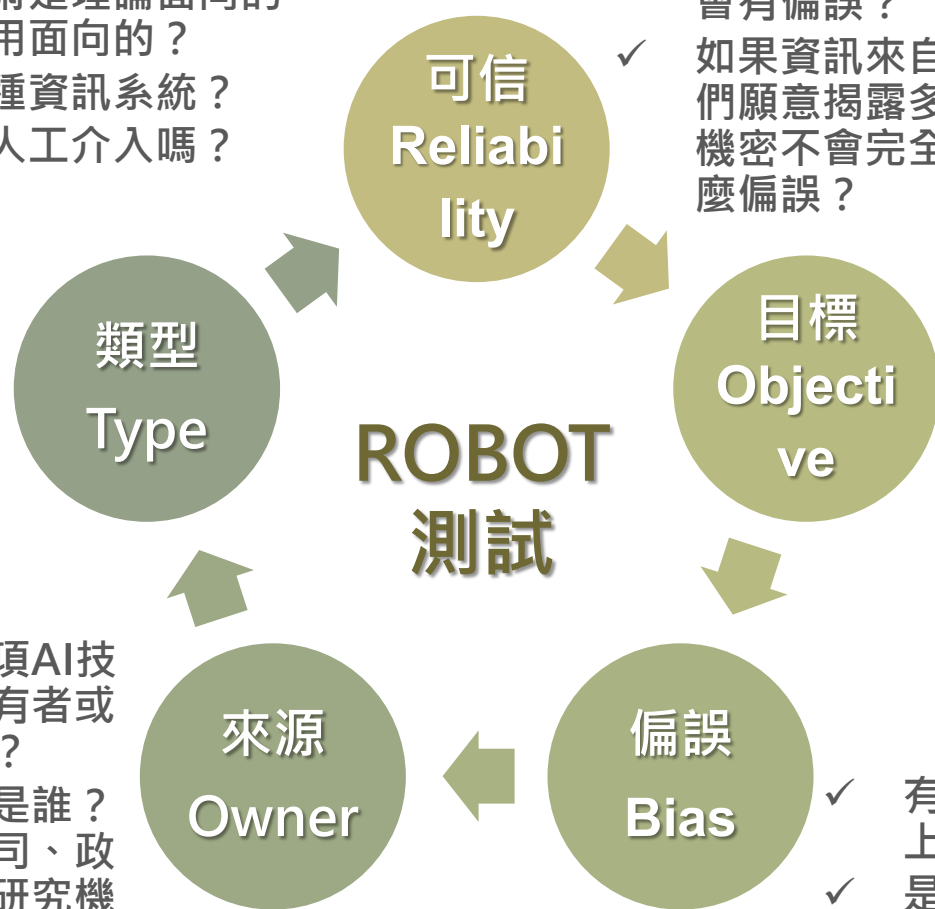 用面向的？
種資訊系統？
人工介入嗎？
可信
Reliabi
lity
會有偏誤？
✓ 如果資訊來自
們願意揭露多
機密不會完全
麼偏誤？
類型
Type
目標
Objecti
ve
ROBOT
測試
項AI技
有者或
？
是誰？
司、政
研究機
來源
Owner
偏誤
Bias
✓ 有
上
✓ 是